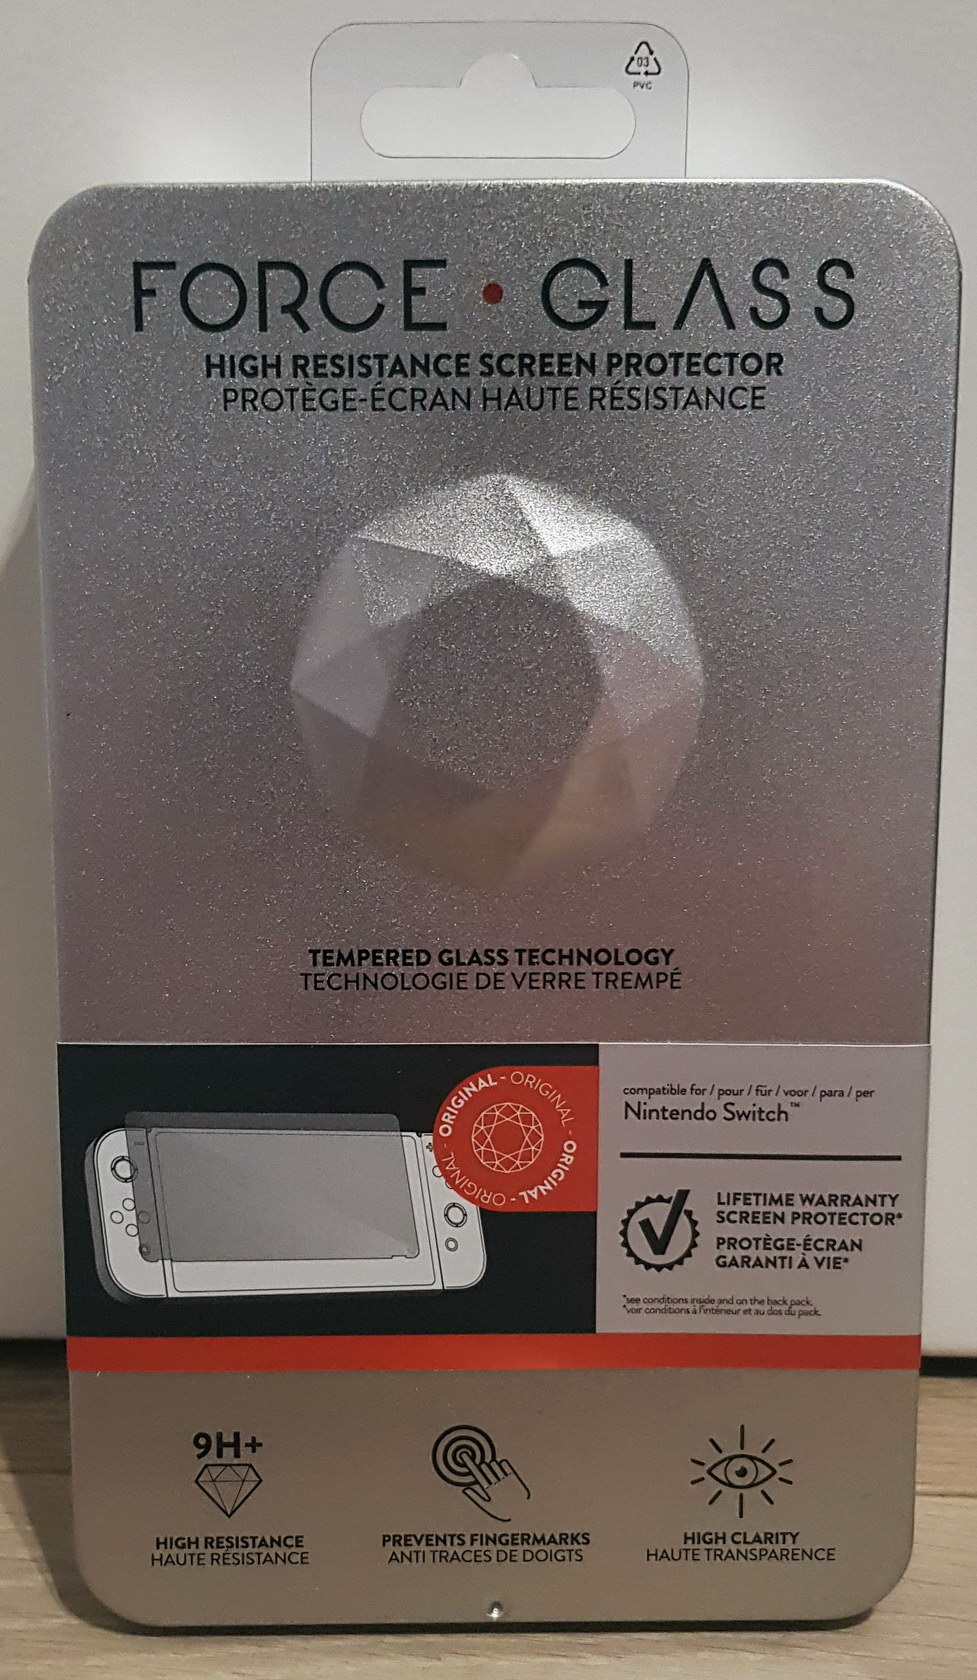 03
PVC
FORCE • GLASS
HIGH RESISTANCE SCREEN PROTECTOR
PROTÈGE-ÉCRAN HAUTE RÉSISTANCE
TEMPERED GLASS TECHNOLOGY
TECHNOLOGIE DE VERRE TREMPÉ
ORIGINAL - ORIGINAL - ORIGINAL - ORIGINAL -
compatible for / pour / für / voor / para / per
Nintendo Switch™
LIFETIME WARRANTY
SCREEN PROTECTOR*
PROTÈGE-ÉCRAN
GARANTI À VIE*
*see conditions inside and on the back pack.
*voir conditions à l'intérieur et au dos du pack.
9H+
HIGH RESISTANCE
HAUTE RÉSISTANCE
PREVENTS FINGERMARKS
ANTI TRACES DE DOIGTS
HIGH CLARITY
HAUTE TRANSPARENCE